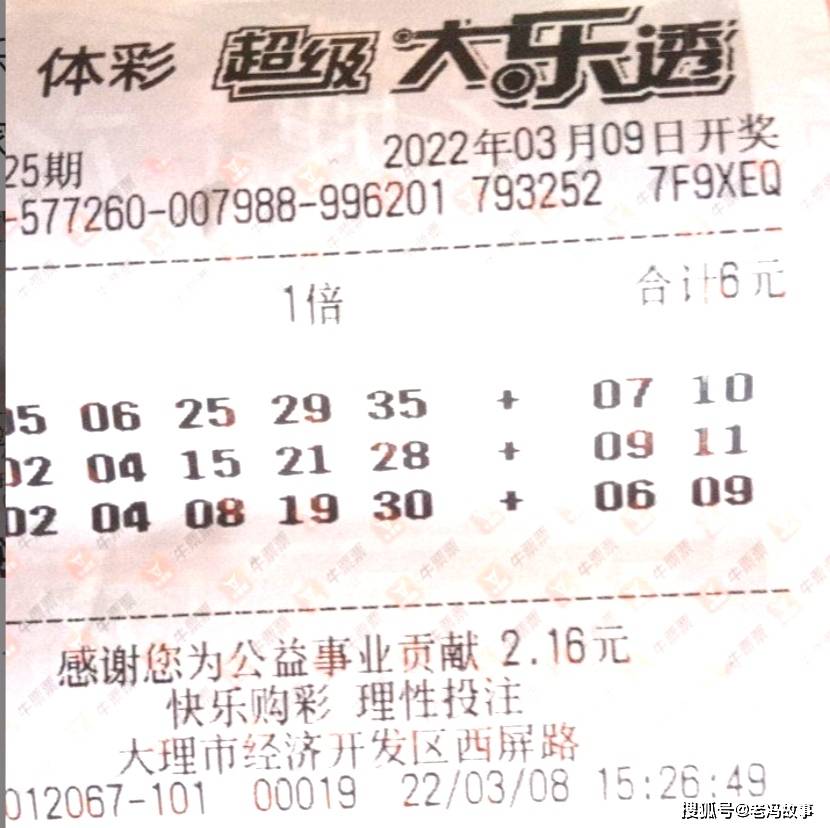 体彩 超级大乐透
25期 2022年03月09日开奖
-577260-007988-996201 793252 7F9XEQ
1倍 合计6元
05 06 25 29 35 + 07 10
02 04 15 21 28 + 09 11
02 04 08 19 30 + 06 09
感谢您为公益事业贡献 2.16元
快乐购彩 理性投注
大理市经济开发区西屏路
012067-101 00019 22/03/08 15:26:49
搜狐号@老冯故事